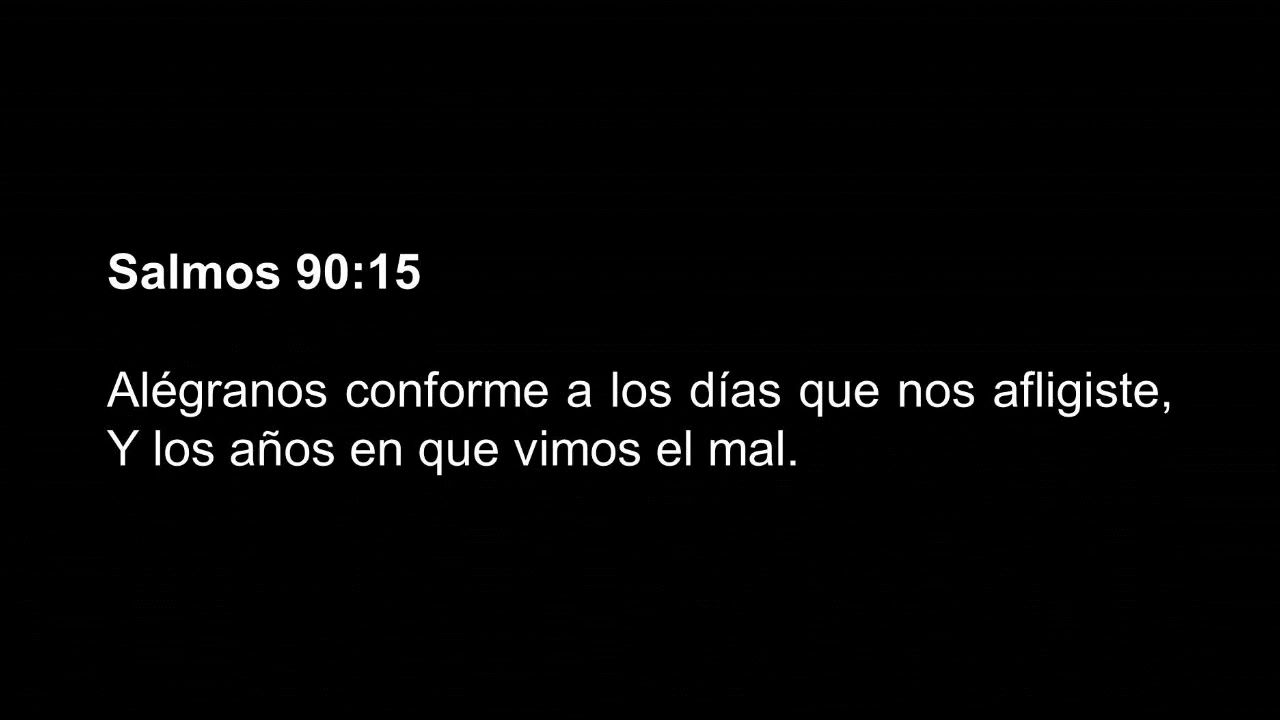 Salmos 90:15
Alégranos conforme a los días que nos afligiste,
Y los años en que vimos el mal.